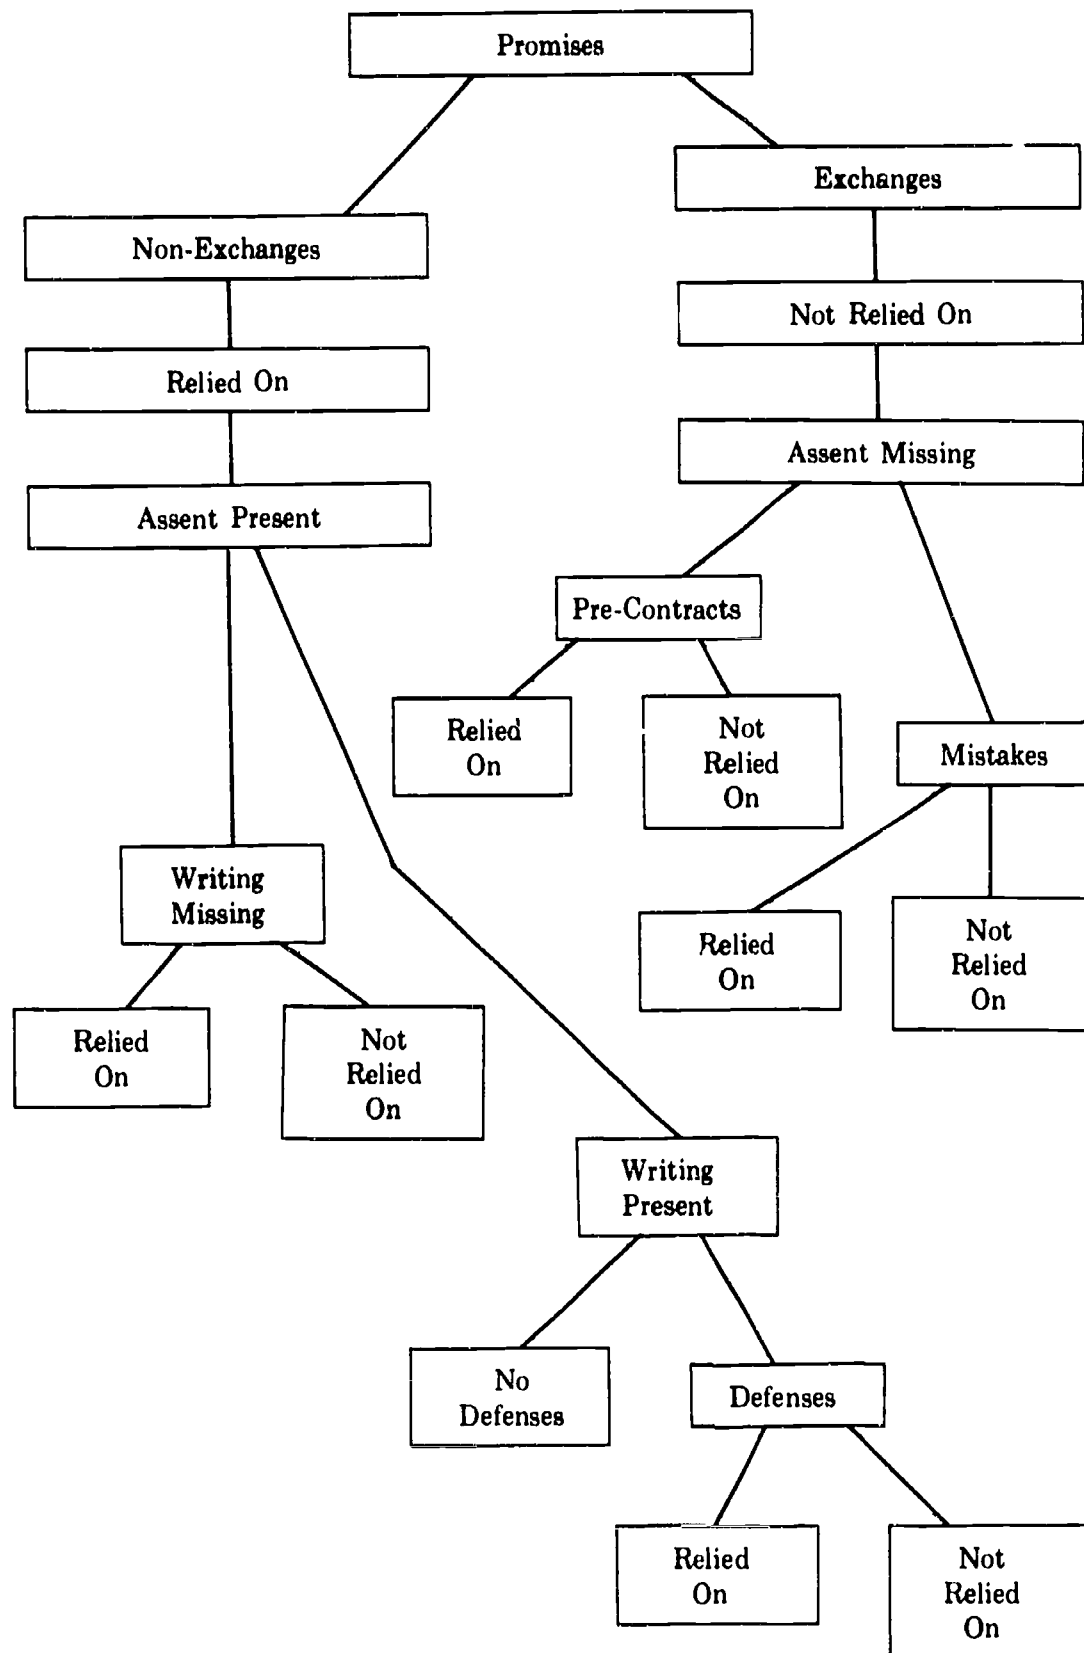 Promises
Exchanges
Non-Exchanges
Not Relied On
Relied On
Assent Missing
Assent Present
Pre-Contracts
Relied
On
Not
Relied
On
Mistakes
Writing
Missing
Relied
On
Not
Relied
On
Relied
On
Not
Relied
On
Writing
Present
No
Defenses
Defenses
Relied
On
Not
Relied
On